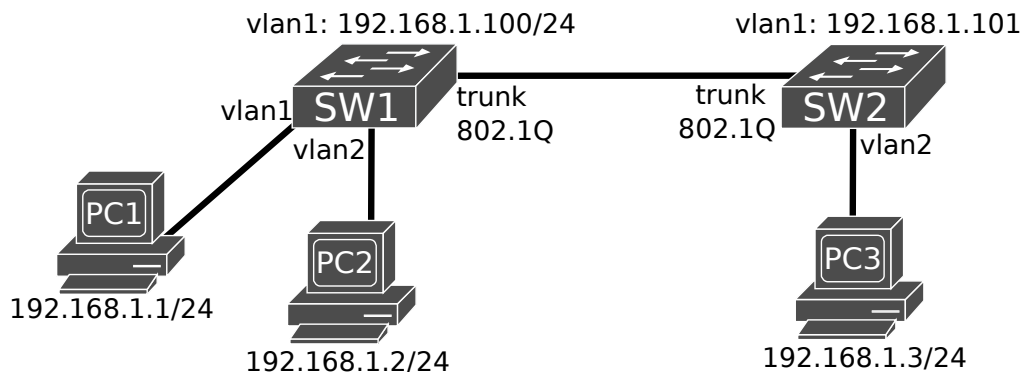 vlan1: 192.168.1.100/24
vlan1: 192.168.1.101
SW1
SW2
trunk
802.1Q
trunk
802.1Q
vlan1
vlan2
vlan2
PC1
PC2
PC3
192.168.1.1/24
192.168.1.2/24
192.168.1.3/24